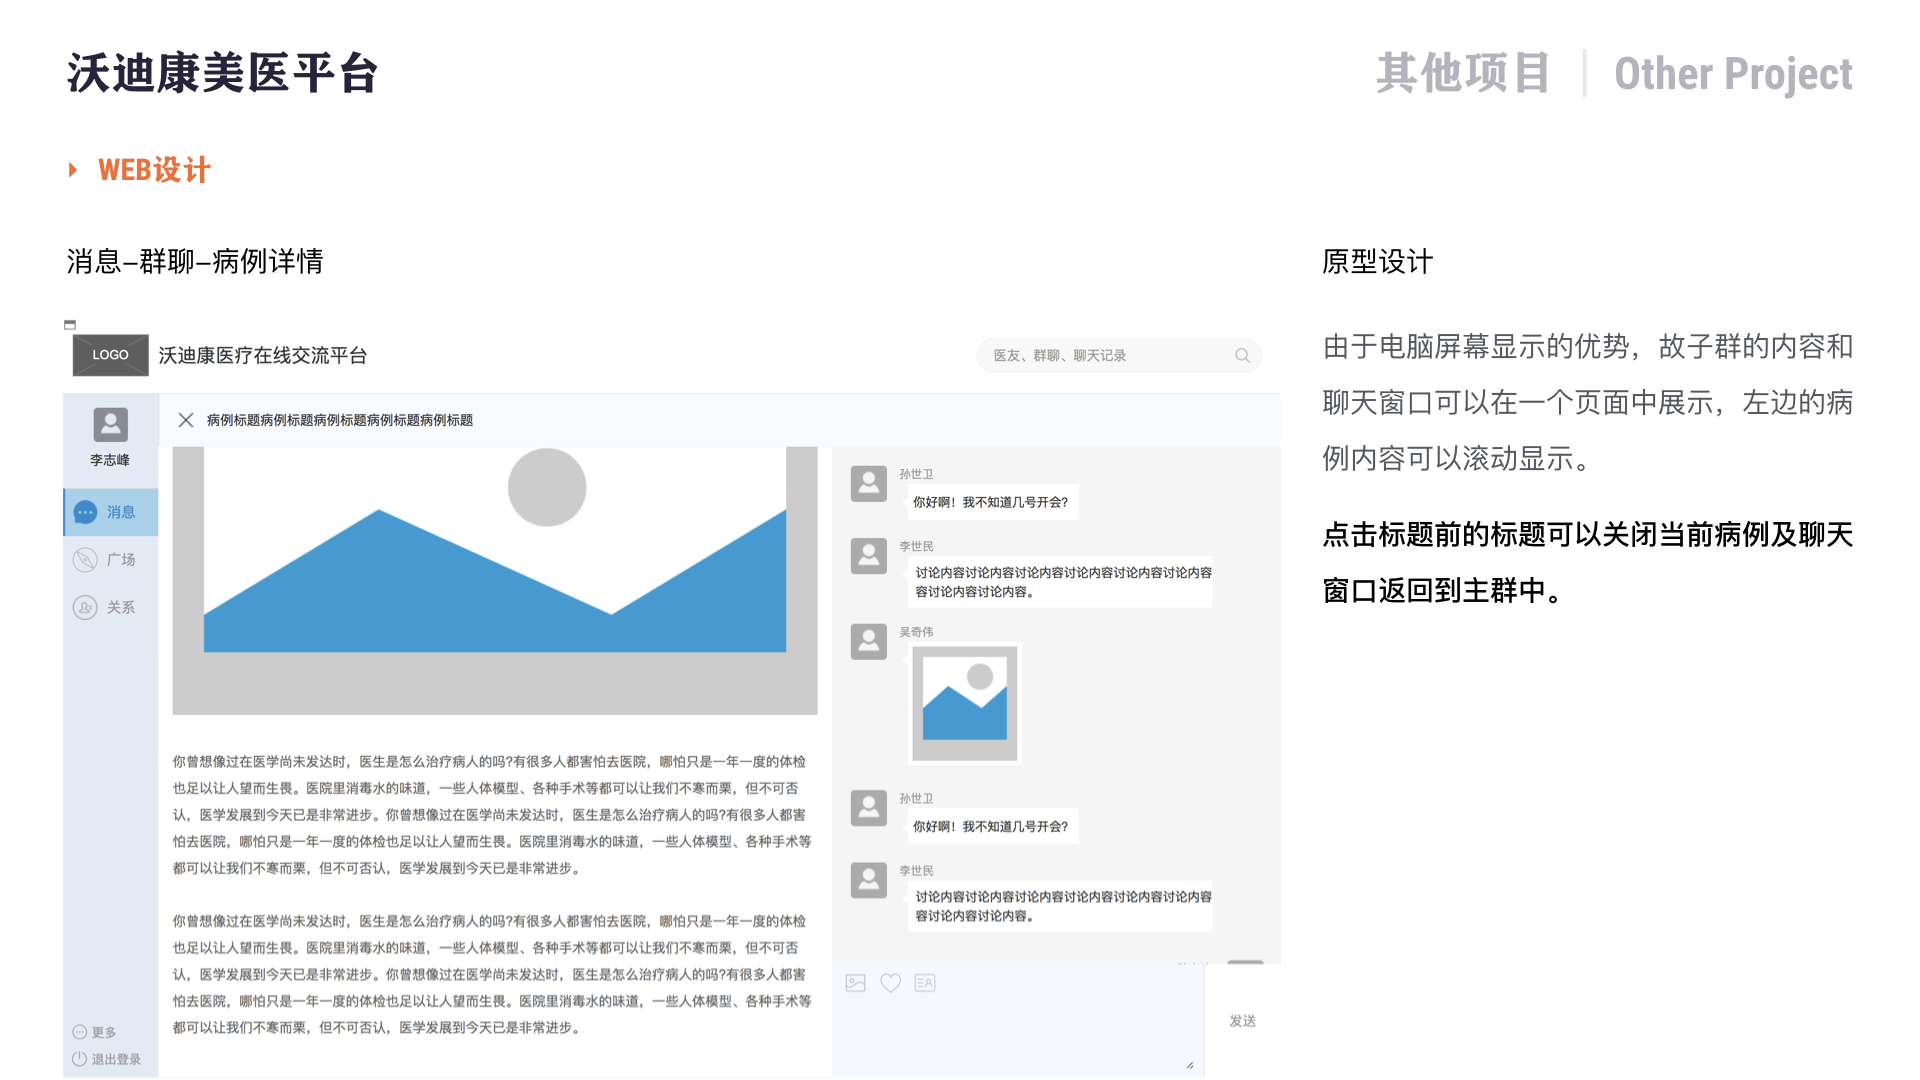 沃迪康美医平台
其他项目 | Other Project
WEB设计
消息–群聊–病例详情
原型设计
由于电脑屏幕显示的优势，故子群的内容和
聊天窗口可以在一个页面中展示，左边的病
例内容可以滚动显示。
点击标题前的标题可以关闭当前病例及聊天
窗口返回到主群中。
LOGO
沃迪康医疗在线交流平台
医友、群聊、聊天记录
李志峰
消息
广场
关系
更多
退出登录
病例标题病例标题病例标题病例标题病例标题
你曾想像过在医学尚未发达时，医生是怎么治疗病人的吗?有很多人都害怕去医院，哪怕只是一年一度的体检
也足以让人望而生畏。医院里消毒水的味道，一些人体模型、各种手术等都可以让我们不寒而栗，但不可否
认，医学发展到今天已是非常进步。你曾想像过在医学尚未发达时，医生是怎么治疗病人的吗?有很多人都害
怕去医院，哪怕只是一年一度的体检也足以让人望而生畏。医院里消毒水的味道，一些人体模型、各种手术等
都可以让我们不寒而栗，但不可否认，医学发展到今天已是非常进步。
你曾想像过在医学尚未发达时，医生是怎么治疗病人的吗?有很多人都害怕去医院，哪怕只是一年一度的体检
也足以让人望而生畏。医院里消毒水的味道，一些人体模型、各种手术等都可以让我们不寒而栗，但不可否
认，医学发展到今天已是非常进步。你曾想像过在医学尚未发达时，医生是怎么治疗病人的吗?有很多人都害
怕去医院，哪怕只是一年一度的体检也足以让人望而生畏。医院里消毒水的味道，一些人体模型、各种手术等
都可以让我们不寒而栗，但不可否认，医学发展到今天已是非常进步。
孙世卫
你好啊！我不知道几号开会?
李世民
讨论内容讨论内容讨论内容讨论内容讨论内容讨论内容
容讨论内容讨论内容。
吴奇伟
孙世卫
你好啊！我不知道几号开会?
李世民
讨论内容讨论内容讨论内容讨论内容讨论内容讨论内容
容讨论内容讨论内容。
发送